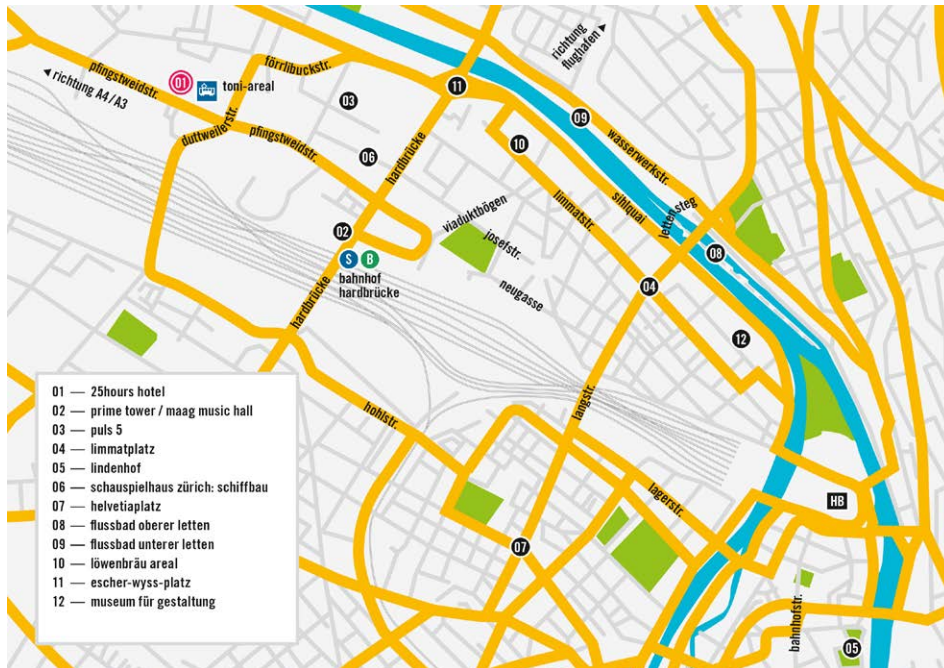 richtung
flughafen ▶
förrlibuckstr.
pfingstweidstr.
◀ richtung A4/A3
01
toni-areal
11
03
09
wasserwerkstr.
duttweilerstr.
pfingstweidstr.
hardbrücke
10
06
limmatstr.
sihlquai
lettensteg
viaduktbögen
josefstr.
02
08
S
B
bahnhof
hardbrücke
neugasse
04
hardbrücke
12
langstr.
hohlstr.
lagerstr.
HB
07
bahnhofstr.
05
01 — 25hours hotel
02 — prime tower / maag music hall
03 — puls 5
04 — limmatplatz
05 — lindenhof
06 — schauspielhaus zürich: schiffbau
07 — helvetiaplatz
08 — flussbad oberer letten
09 — flussbad unterer letten
10 — löwenbräu areal
11 — escher-wyss-platz
12 — museum für gestaltung